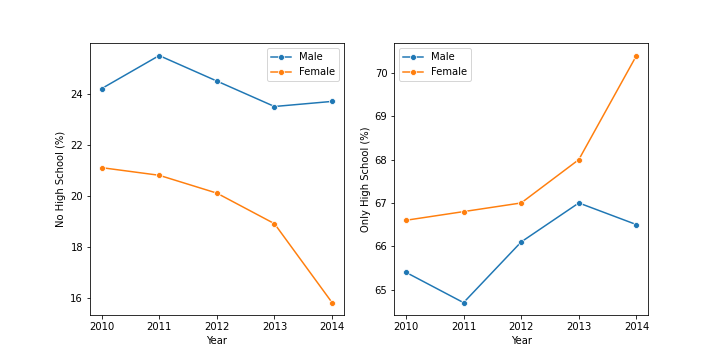 No High School (%)
24
22
20
18
16
2010 2011 2012 2013 2014
Year
Male
Female
Only High School (%)
70
69
68
67
66
65
2010 2011 2012 2013 2014
Year
Male
Female